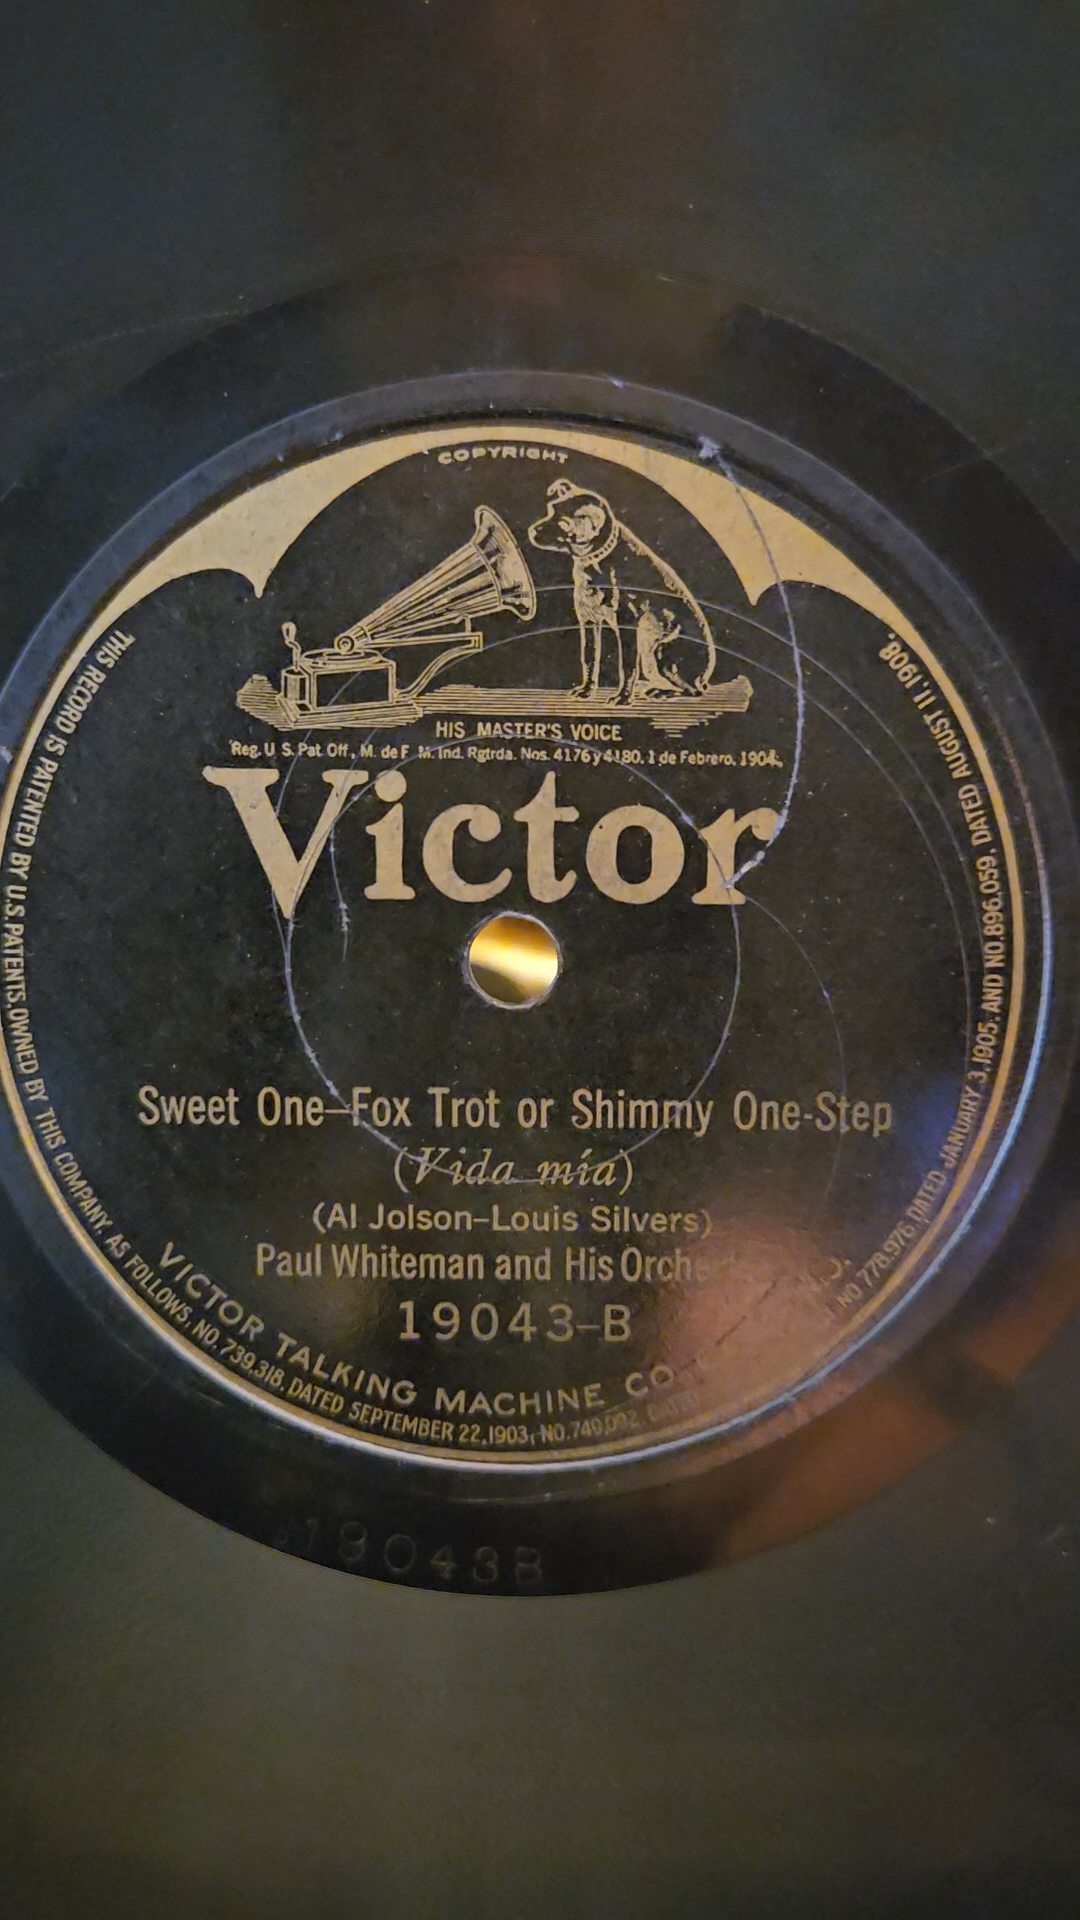 COPYRIGHT
HIS MASTER'S VOICE
Reg. U S. Pat. Off., M. de F. M. Ind. Rgtrda. Nos. 4176 y 4180. 1 de Febrero. 1904.
Victor
Sweet One–Fox Trot or Shimmy One-Step
(Vida mía)
(Al Jolson–Louis Silvers)
Paul Whiteman and His Orche
19043–B
VICTOR TALKING MACHINE CO.
THIS RECORD IS PATENTED BY U.S. PATENTS, OWNED BY THIS COMPANY, AS FOLLOWS, NO. 739,318. DATED SEPTEMBER 22, 1903, NO. 740,092. DATED NO 778,976. DATED JANUARY 3, 1905. AND NO. 896,059, DATED AUGUST 11, 1908.
19043B